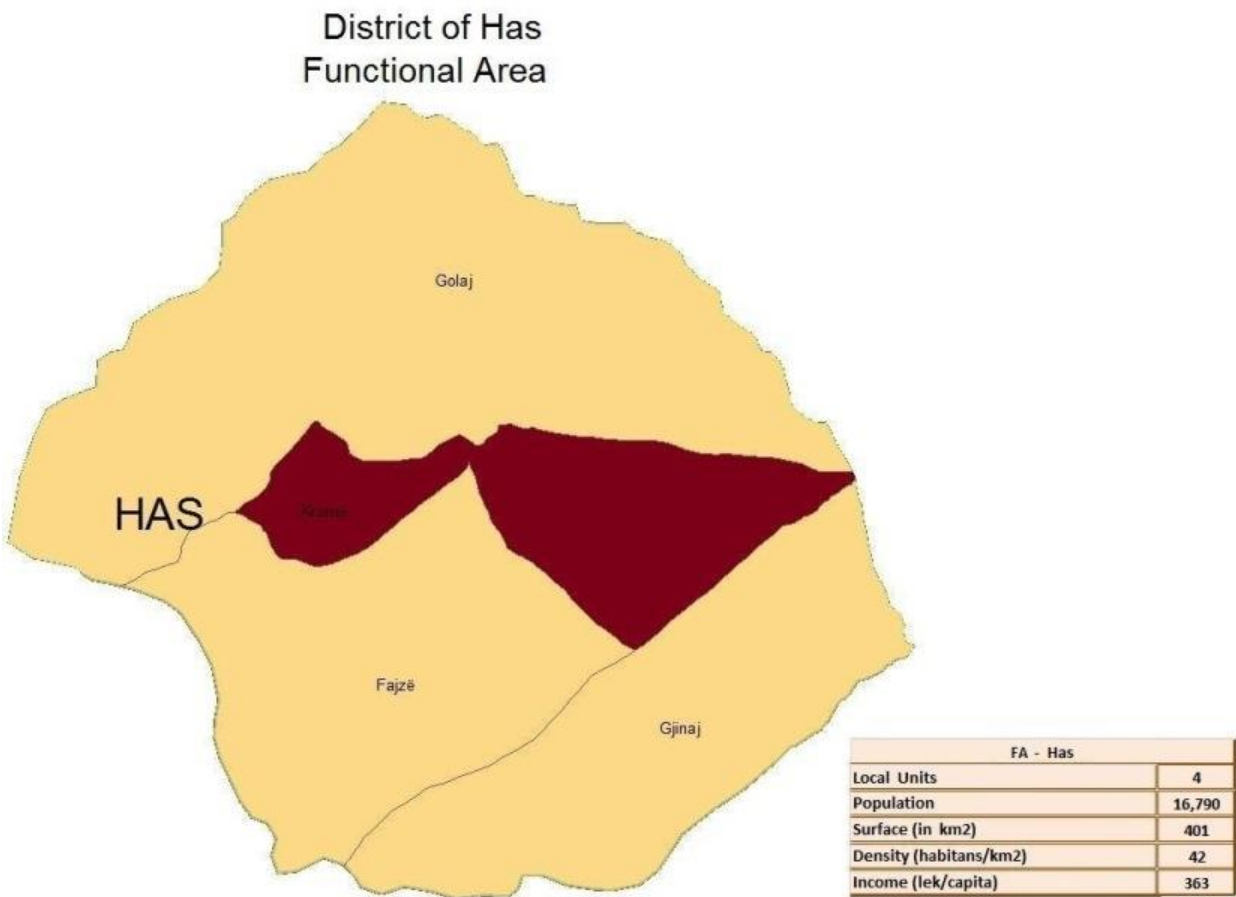 District of Has
Functional Area
Golaj
HAS
Fajzë
Gjinaj
FA - Has
Local Units 4
Population 16,790
Surface (in km2) 401
Density (habitans/km2) 42
Income (lek/capita) 363